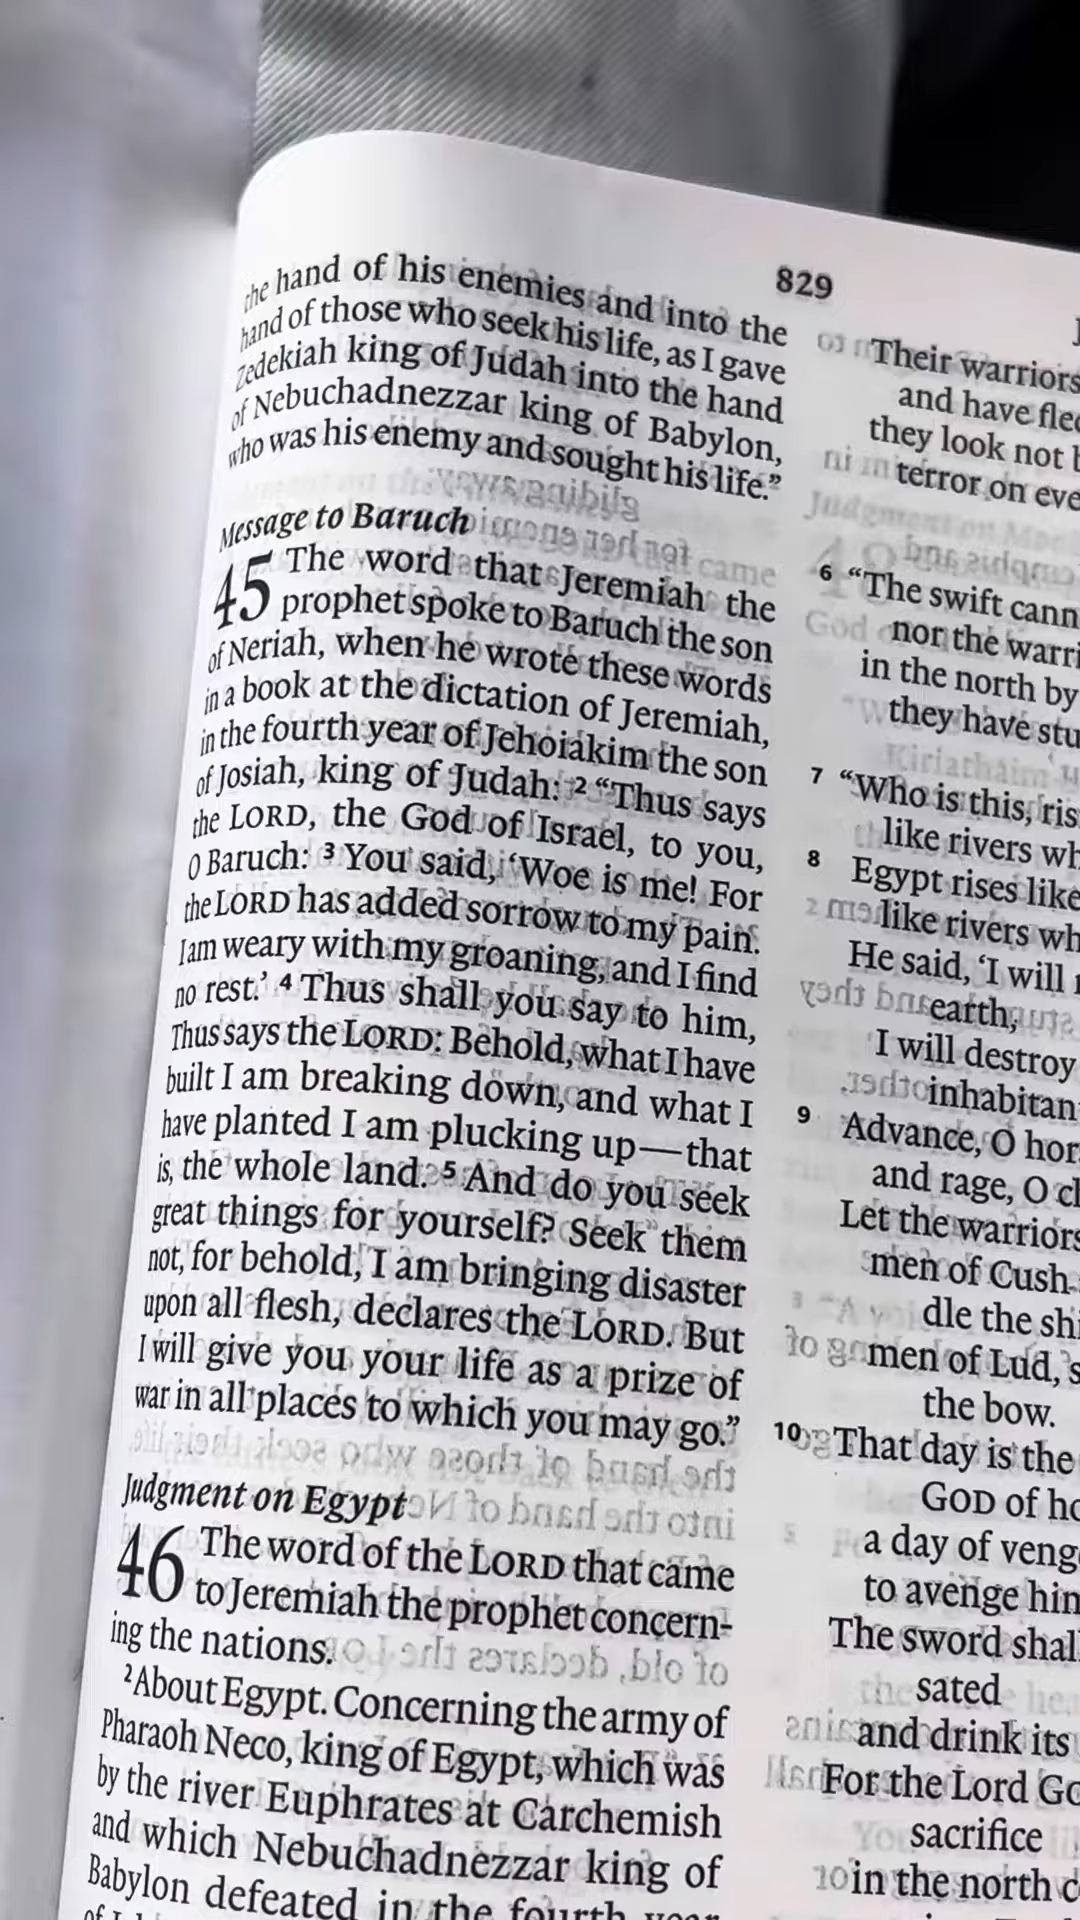 829
the hand of his enemies and into the
hand of those who seek his life, as I gave
Zedekiah king of Judah into the hand
of Nebuchadnezzar king of Babylon,
who was his enemy and sought his life.”
Message to Baruch
45 The word that Jeremiah the
prophet spoke to Baruch the son
of Neriah, when he wrote these words
in a book at the dictation of Jeremiah,
in the fourth year of Jehoiakim the son
of Josiah, king of Judah: 2 “Thus says
the LORD, the God of Israel, to you,
O Baruch: 3 You said, ‘Woe is me! For
the LORD has added sorrow to my pain.
I am weary with my groaning, and I find
no rest.’ 4 Thus shall you say to him,
Thus says the LORD: Behold, what I have
built I am breaking down, and what I
have planted I am plucking up—that
is, the whole land. 5 And do you seek
great things for yourself? Seek them
not, for behold, I am bringing disaster
upon all flesh, declares the LORD. But
I will give you your life as a prize of
war in all places to which you may go.”
Judgment on Egypt
46 The word of the LORD that came
to Jeremiah the prophet concern-
ing the nations.
2 About Egypt. Concerning the army of
Pharaoh Neco, king of Egypt, which was
by the river Euphrates at Carchemish
and which Nebuchadnezzar king of
Babylon defeated in the fourth year
Their warriors
and have
they look not
terror on
6 “The swift
nor the
in the north by
they have
7 “Who is this,
like rivers
8 Egypt rises like
like rivers
He said, ‘I will
earth,
I will destroy
9 Advance, O
and rage, O
Let the warriors
men of Cush
the
men of Lud,
the bow.
10 That day is the
GOD of
a day of
to avenge
The sword
sated
and drink its
For the Lord
sacrifice
in the north